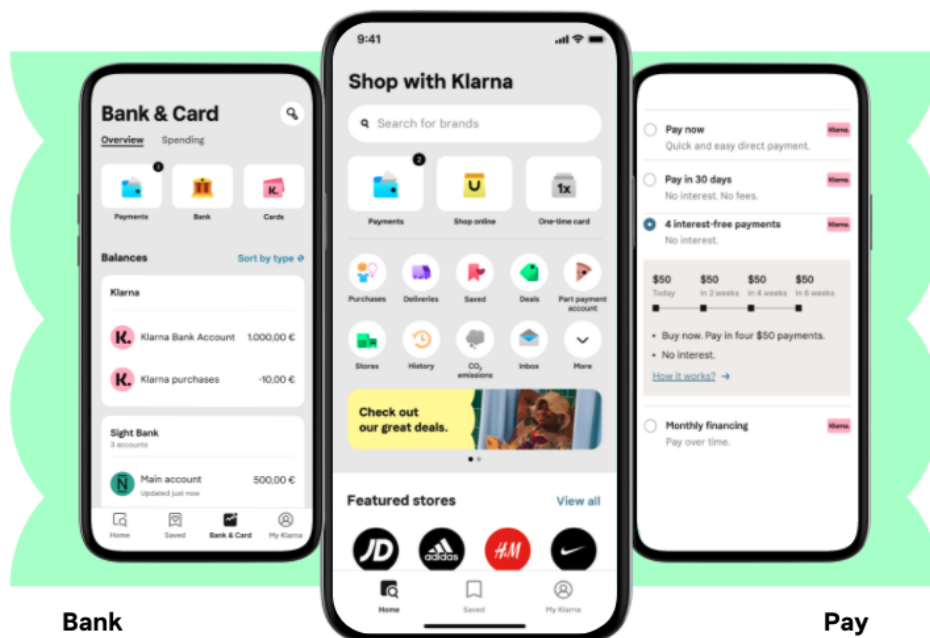 Bank & Card
Overview
Spending
2
Payments
Bank
Cards
Balances
Sort by type
Klarna
K.
Klarna Bank Account
1.000,00 €
K.
Klarna purchases
-10,00 €
Sight Bank
3 accounts
N
Main account
500,00 €
Updated just now
Home
Saved
Bank & Card
My Klarna
9:41
Shop with Klarna
Search for brands
2
1x
Payments
Shop online
One-time card
Purchases
Deliveries
Saved
Deals
Part payment
account
Stores
History
CO₂
emissions
Inbox
More
Check out
our great deals.
Featured stores
View all
JD
adidas
H&M
Home
Saved
My Klarna
Pay now
Klarna.
Quick and easy direct payment.
Pay in 30 days
Klarna.
No interest. No fees.
4 interest-free payments
Klarna.
No interest.
$50 $50 $50 $50
Today In 2 weeks In 4 weeks In 6 weeks
• Buy now. Pay in four $50 payments.
• No interest.
How it works? →
Monthly financing
Klarna.
Pay over time.
Bank
Pay